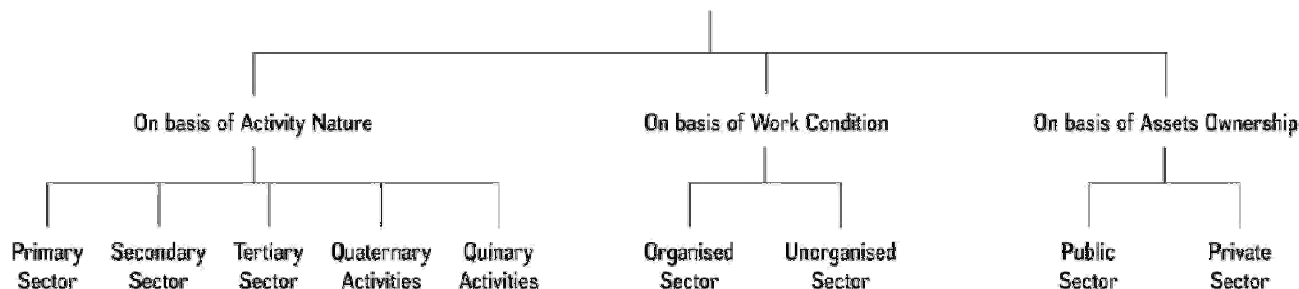 On basis of Activity Nature
On basis of Work Condition
On basis of Assets Ownership
Primary Sector
Secondary Sector
Tertiary Sector
Quaternary Activities
Quinary Activities
Organised Sector
Unorganised Sector
Public Sector
Private Sector